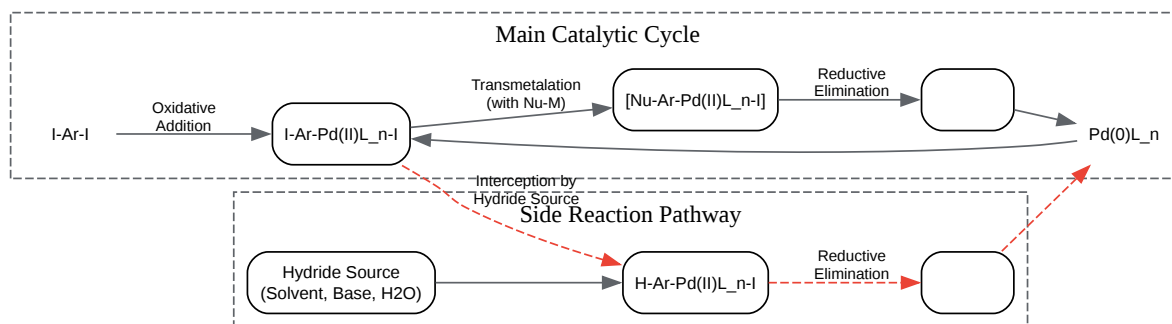 Main Catalytic Cycle
I-Ar-I
Oxidative
Addition
I-Ar-Pd(II)L_n-I
Transmetalation
(with Nu-M)
[Nu-Ar-Pd(II)L_n-I]
Reductive
Elimination
Pd(0)L_n
Interception by
Hydride Source
Side Reaction Pathway
Hydride Source
(Solvent, Base, H2O)
H-Ar-Pd(II)L_n-I
Reductive
Elimination